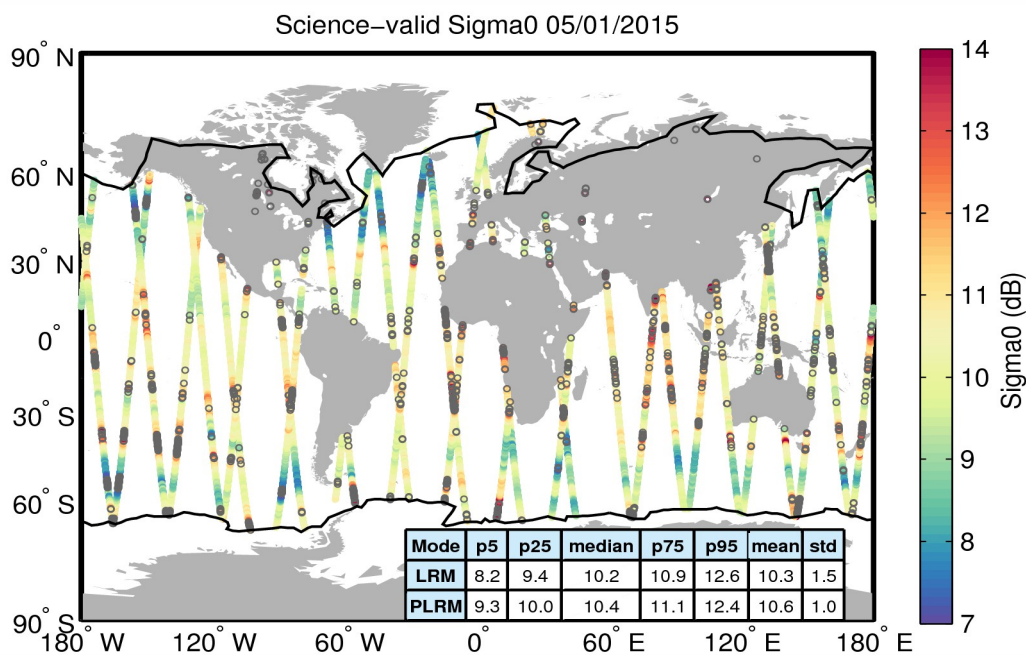 Science−valid Sigma0 05/01/2015
90° N
60° N
30° N
0°
30° S
60° S
90° S
180° W
120° W
60° W
0°
60° E
120° E
180° E
14
13
12
11
10
9
8
7
Sigma0 (dB)
Mode p5 p25 median p75 p95 mean std
LRM 8.2 9.4 10.2 10.9 12.6 10.3 1.5
PLRM 9.3 10.0 10.4 11.1 12.4 10.6 1.0